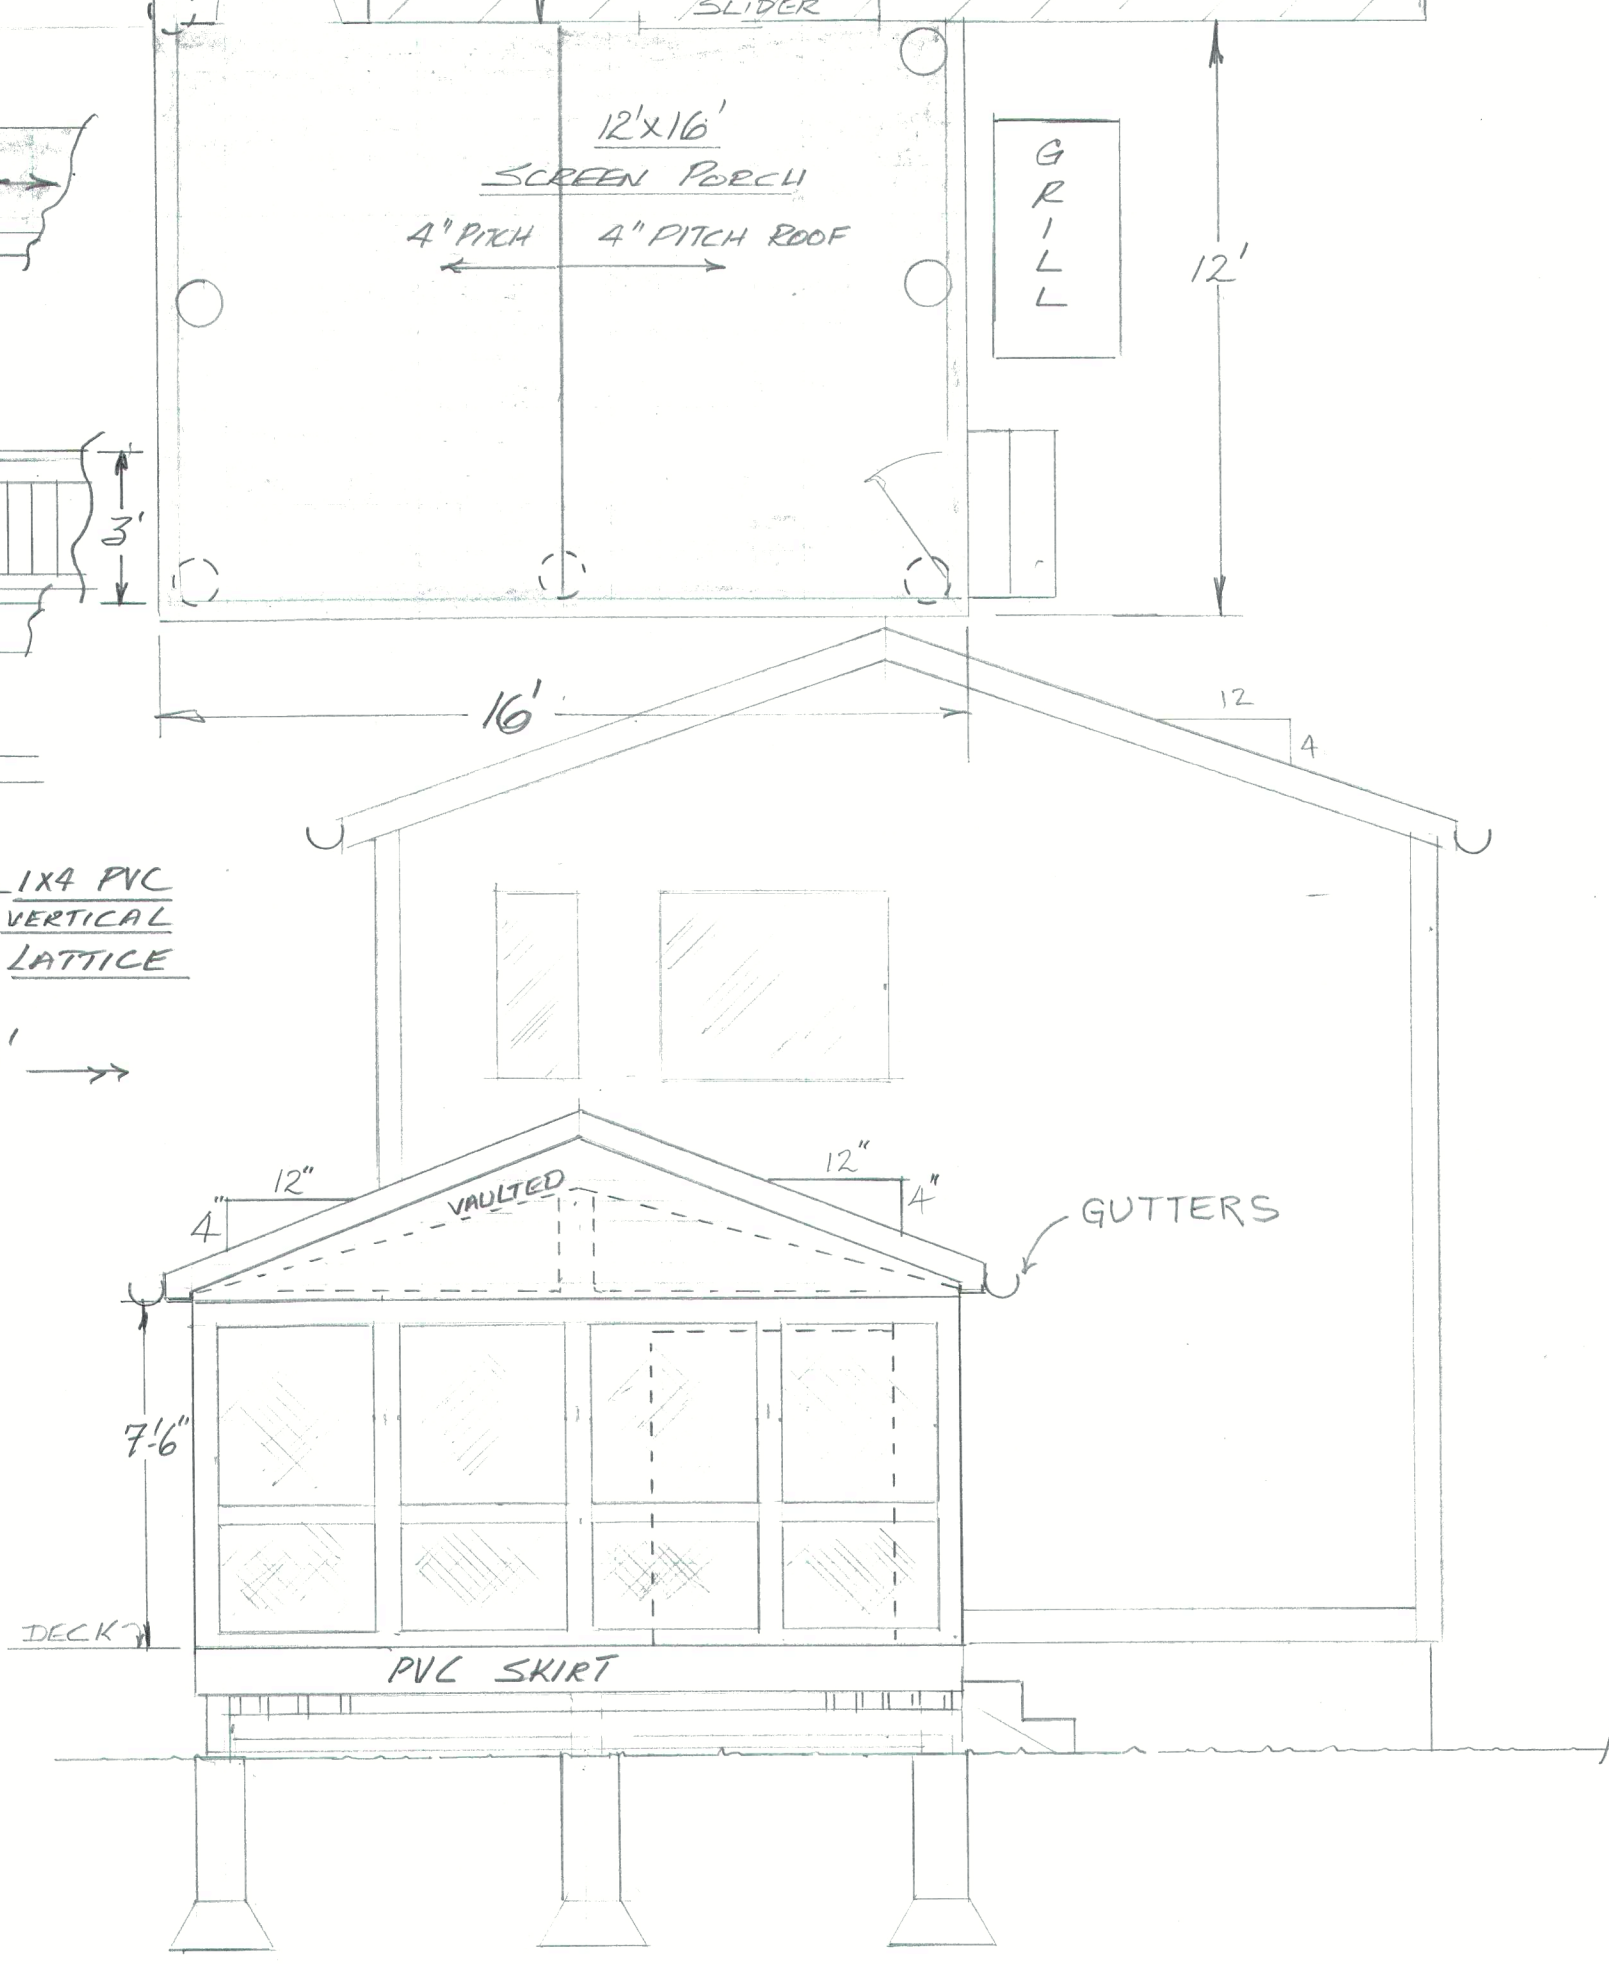 SLIDER
12'x16'
SCREEN PORCH
4" PITCH
4" PITCH ROOF
G
R
I
L
L
12'
3'
16'
12
4
1X4 PVC
VERTICAL
LATTICE
12"
4"
VAULTED
12"
4"
GUTTERS
7'-6"
DECK
PVC SKIRT